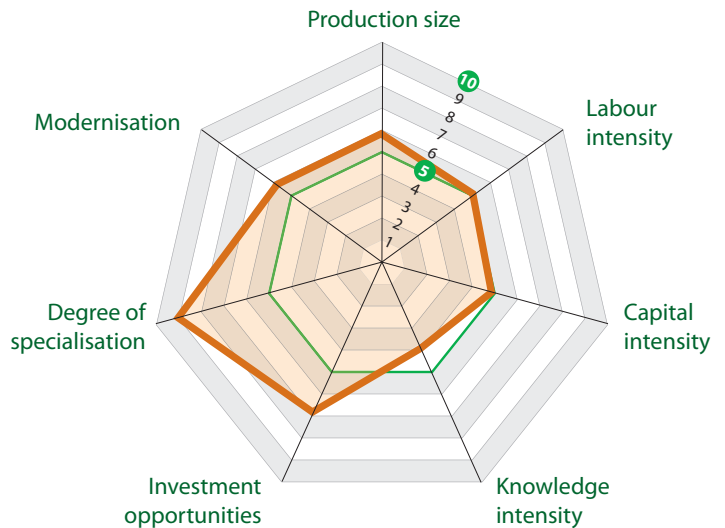 Production size
10
9
8
7
6
5
4
3
2
1
Labour
intensity
Capital
intensity
Knowledge
intensity
Investment
opportunities
Degree of
specialisation
Modernisation